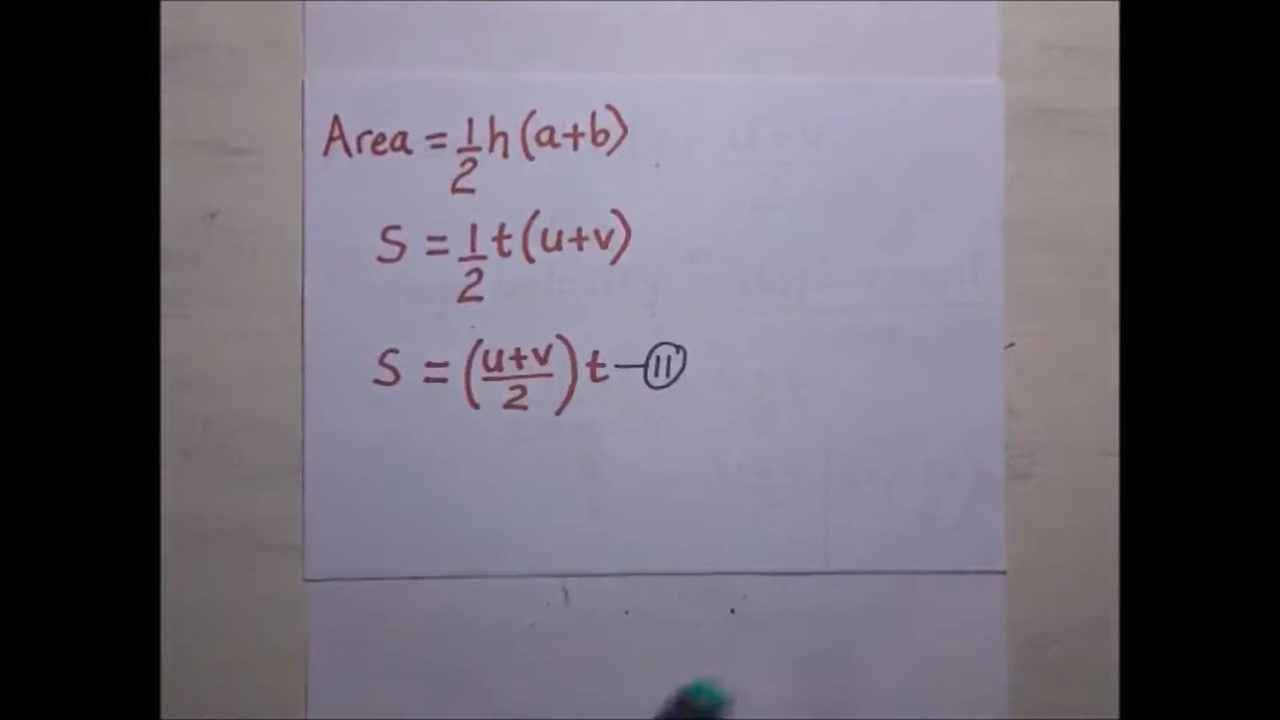 Area = 1/2 h(a+b)
S = 1/2 t(u+v)
S = (u+v/2)t — ⑪